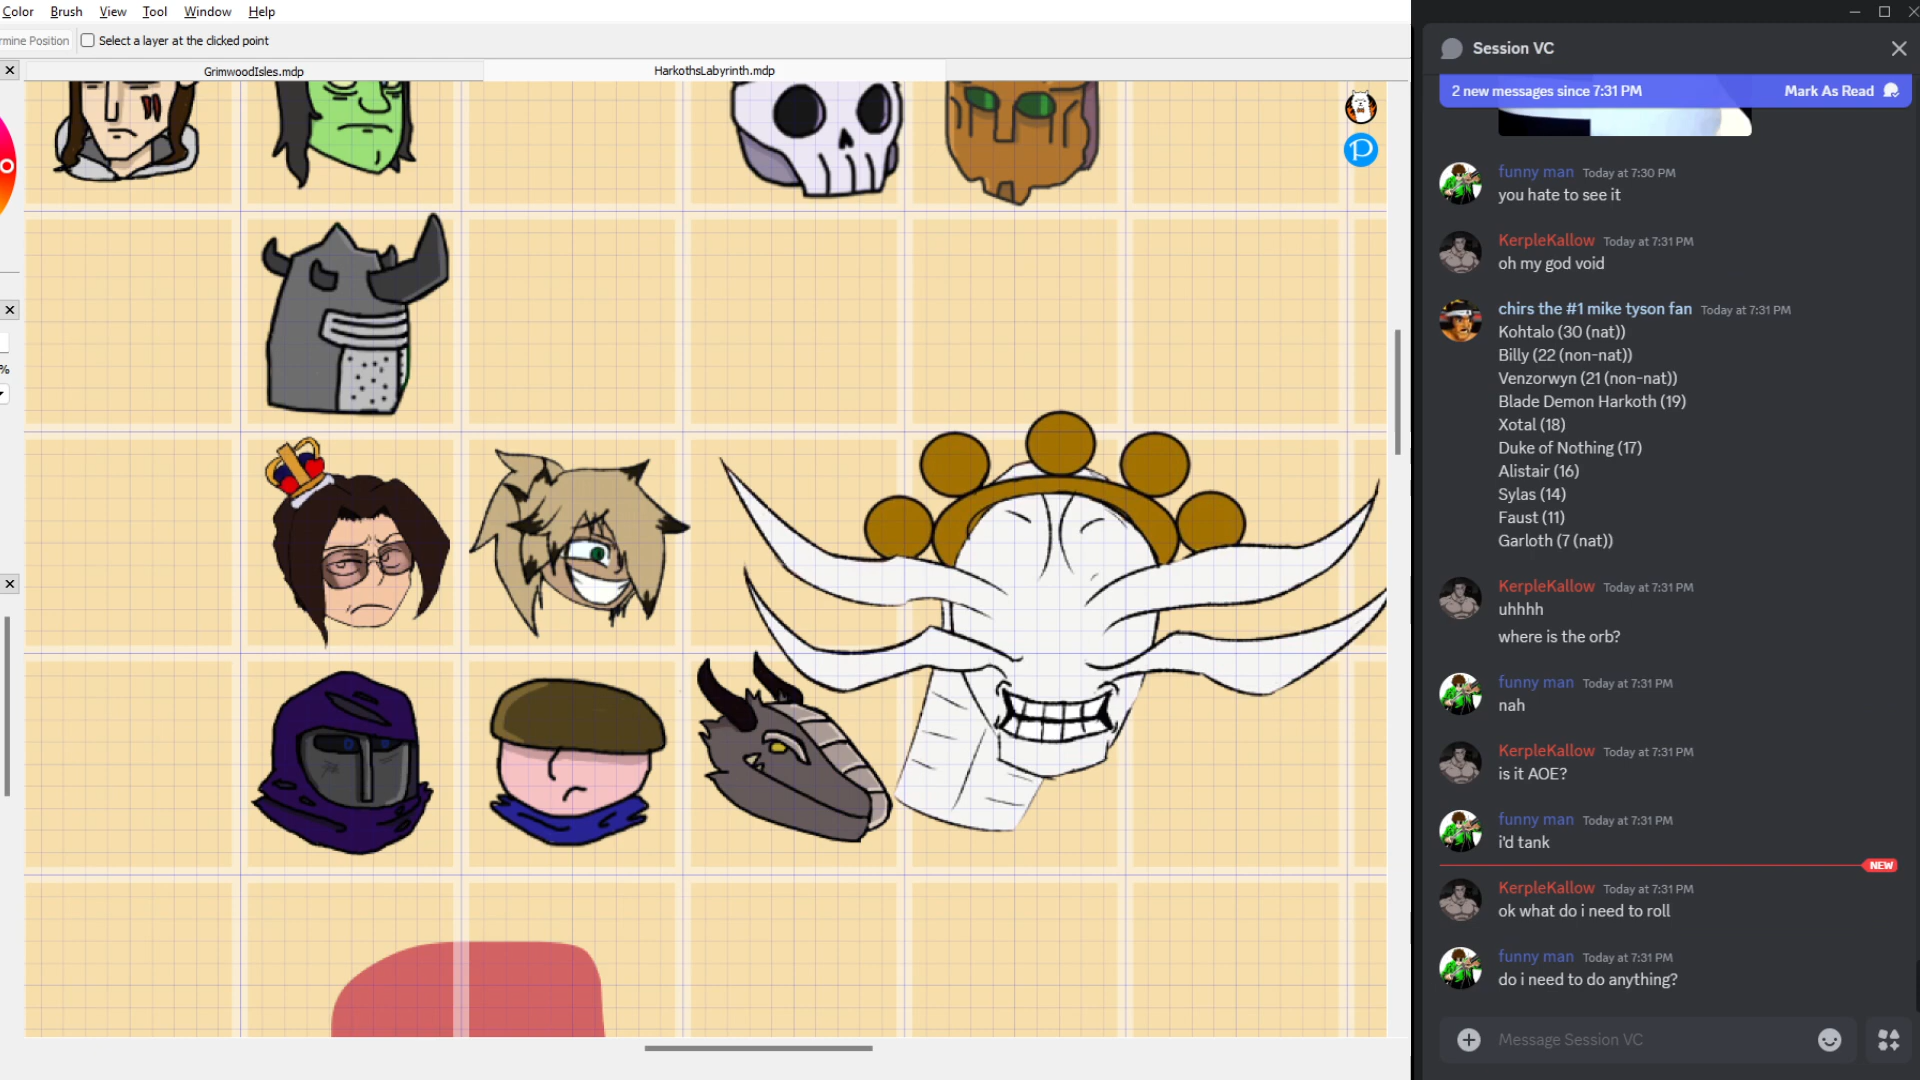 Color Brush View Tool Window Help
rmine Position Select a layer at the clicked point
GrimwoodIsles.mdp HarkothsLabyrinth.mdp
%
Session VC
2 new messages since 7:31 PM Mark As Read
funny man Today at 7:30 PM
you hate to see it
KerpleKallow Today at 7:31 PM
oh my god void
chirs the #1 mike tyson fan Today at 7:31 PM
Kohtalo (30 (nat))
Billy (22 (non-nat))
Venzorwyn (21 (non-nat))
Blade Demon Harkoth (19)
Xotal (18)
Duke of Nothing (17)
Alistair (16)
Sylas (14)
Faust (11)
Garloth (7 (nat))
KerpleKallow Today at 7:31 PM
uhhhh
where is the orb?
funny man Today at 7:31 PM
nah
KerpleKallow Today at 7:31 PM
is it AOE?
funny man Today at 7:31 PM
i'd tank
NEW
KerpleKallow Today at 7:31 PM
ok what do i need to roll
funny man Today at 7:31 PM
do i need to do anything?
Message Session VC